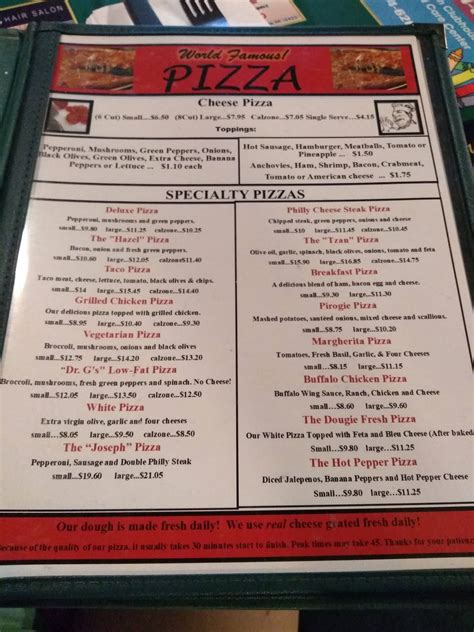 HAIR SALON
World Famous!
PIZZA
Cheese Pizza
(6 Cut) Small...$6.50 (8Cut) Large...$7.95 Calzone...$7.05 Single Serve...$4.15
Toppings:
Pepperoni, Mushrooms, Green Peppers, Onions,
Black Olives, Green Olives, Extra Cheese, Banana
Peppers or Lettuce ... $1.10 each
Hot Sausage, Hamburger, Meatballs, Tomato or
Pineapple ... $1.50
Anchovies, Ham, Shrimp, Bacon, Crabmeat,
Tomato or American cheese ... $1.75
SPECIALTY PIZZAS
Deluxe Pizza
Pepperoni, mushrooms and green peppers.
small...$9.80 large...$11.25 calzone...$10.25
The "Hazel" Pizza
Bacon, onion and fresh green peppers.
small...$10.60 large...$12.05 calzone...$11.40
Taco Pizza
Taco meat, cheese, lettuce, tomato, black olives & chips.
small...$14 large...$15.45 calzone...$14.40
Grilled Chicken Pizza
Our delicious pizza topped with grilled chicken.
small...$8.95 large...$10.40 calzone...$9.30
Vegetarian Pizza
Broccoli, mushrooms, onions and black olives
small...$12.75 large...$14.20 calzone...$13.20
"Dr. G's" Low-Fat Pizza
Broccoli, mushrooms, fresh green peppers and spinach. No Cheese!
small...$12.05 large...$13.50 calzone...$12.50
White Pizza
Extra virgin olive, garlic and four cheeses
small...$8.05 large...$9.50 calzone...$8.50
The "Joseph" Pizza
Pepperoni, Sausage and Double Philly Steak
small...$19.60 large...$21.05
Philly Cheese Steak Pizza
Chipped steak, green peppers, onions and cheese
small...$10 large...$11.45 calzone...$10.45
The "Tzan" Pizza
Olive oil, garlic, spinach, black olives, onions, tomato and feta
small...$15.90 large...$16.85 calzone...$14.75
Breakfast Pizza
A delicious blend of ham, bacon egg and cheese.
small...$9.30 large...$11.30
Pirogie Pizza
Mashed potatoes, sautéed onions, mixed cheese and scallions.
small...$8.75 large...$10.20
Margherita Pizza
Tomatoes, Fresh Basil, Garlic, & Four Cheeses
small...$8.15 large...$11.15
Buffalo Chicken Pizza
Buffalo Wing Sauce, Ranch, Chicken, and Cheese
small...$10.35 large...$11.80
The Dougie Fresh Pizza
Our White Pizza Topped with Feta and Bleu Cheese (After baked
Small...$9.80 large...$11.25
The Hot Pepper Pizza
Diced Jalepenos, Banana Peppers and Hot Pepper Cheese
Small...$9.80 large...$11.25
Our dough is made fresh daily! We use real cheese grated fresh daily!
Because of the quality of our pizza, it usually takes 30 minutes start to finish. Peak times may take 45. Thanks for your patience